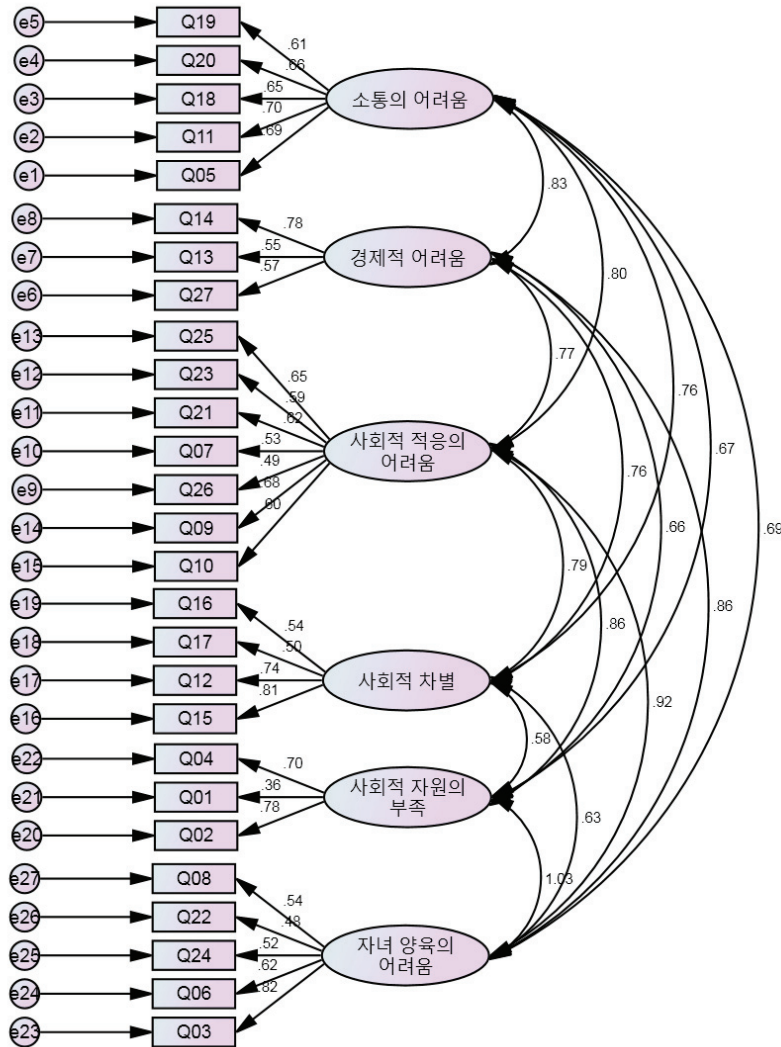 e5 Q19
.61
e4 Q20
.66
e3 Q18
.65
소통의 어려움
e2 Q11
.70
e1 Q05
.69
.83
e8 Q14
.78
e7 Q13
.55
경제적 어려움
e6 Q27
.57
.80
e13 Q25
.77
e12 Q23
.65
.76
e11 Q21
.59
.62
e10 Q07
.53
사회적 적응의
어려움
.67
e9 Q26
.49
.76
e14 Q09
.68
.66
.69
e15 Q10
.60
.79
e19 Q16
.86
.86
e18 Q17
.54
.50
e17 Q12
.74
사회적 차별
.92
e16 Q15
.81
.58
e22 Q04
.70
e21 Q01
.36
사회적 자원의
부족
e20 Q02
.78
.63
e27 Q08
.54
1.03
e26 Q22
.48
e25 Q24
.52
자녀 양육의
어려움
e24 Q06
.62
e23 Q03
.82